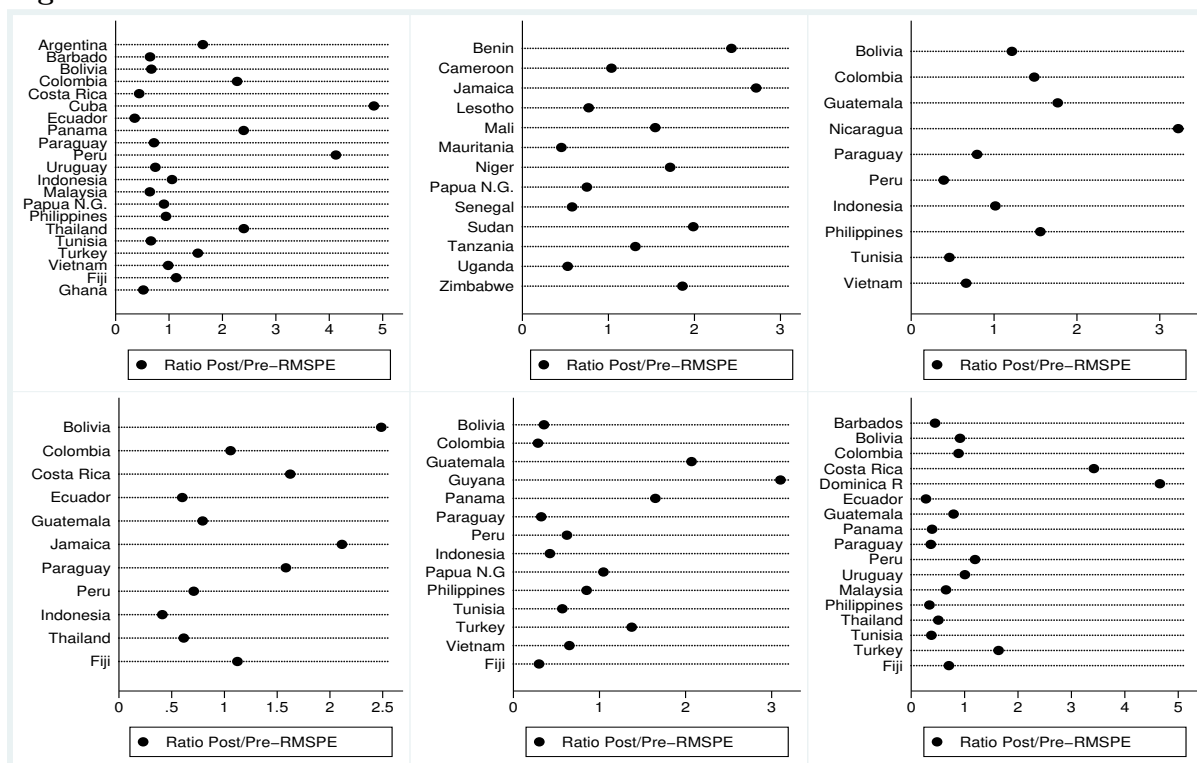 Argentina
Barbado
Bolivia
Colombia
Costa Rica
Cuba
Ecuador
Panama
Paraguay
Peru
Uruguay
Indonesia
Malaysia
Papua N.G.
Philippines
Thailand
Tunisia
Turkey
Vietnam
Fiji
Ghana
0 1 2 3 4 5
Ratio Post/Pre−RMSPE
Benin
Cameroon
Jamaica
Lesotho
Mali
Mauritania
Niger
Papua N.G.
Senegal
Sudan
Tanzania
Uganda
Zimbabwe
0 1 2 3
Ratio Post/Pre−RMSPE
Bolivia
Colombia
Guatemala
Nicaragua
Paraguay
Peru
Indonesia
Philippines
Tunisia
Vietnam
0 1 2 3
Ratio Post/Pre−RMSPE
Bolivia
Colombia
Costa Rica
Ecuador
Guatemala
Jamaica
Paraguay
Peru
Indonesia
Thailand
Fiji
0 .5 1 1.5 2 2.5
Ratio Post/Pre−RMSPE
Bolivia
Colombia
Guatemala
Guyana
Panama
Paraguay
Peru
Indonesia
Papua N.G
Philippines
Tunisia
Turkey
Vietnam
Fiji
0 1 2 3
Ratio Post/Pre−RMSPE
Barbados
Bolivia
Colombia
Costa Rica
Dominica R
Ecuador
Guatemala
Panama
Paraguay
Peru
Uruguay
Malaysia
Philippines
Thailand
Tunisia
Turkey
Fiji
0 1 2 3 4 5
Ratio Post/Pre−RMSPE